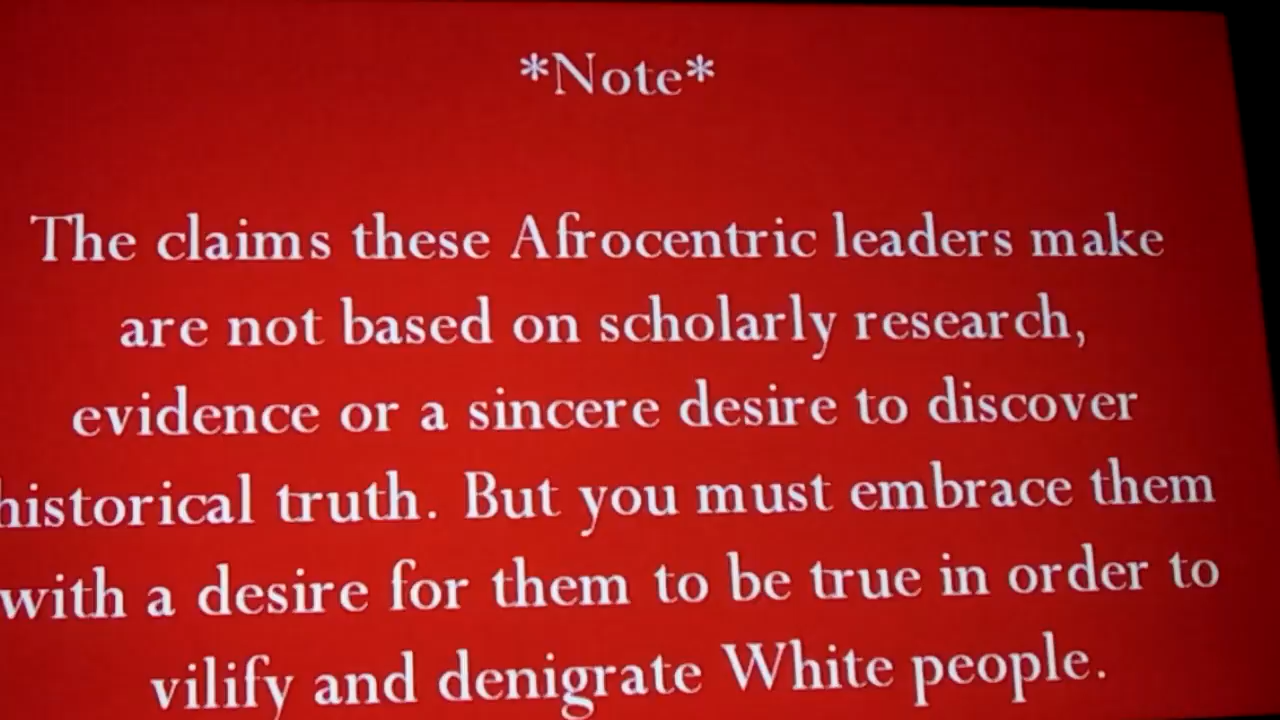 *Note*
The claims these Afrocentric leaders make
are not based on scholarly research,
evidence or a sincere desire to discover
historical truth. But you must embrace them
with a desire for them to be true in order to
vilify and denigrate White people.